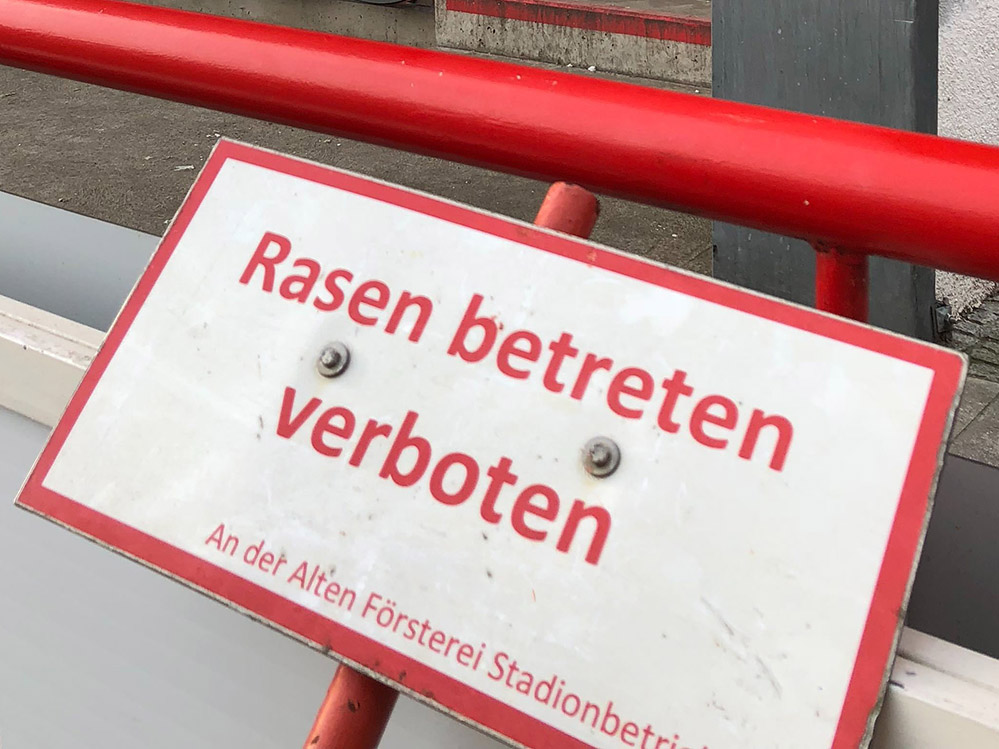 Rasen betreten
verboten
An der Alten Försterei